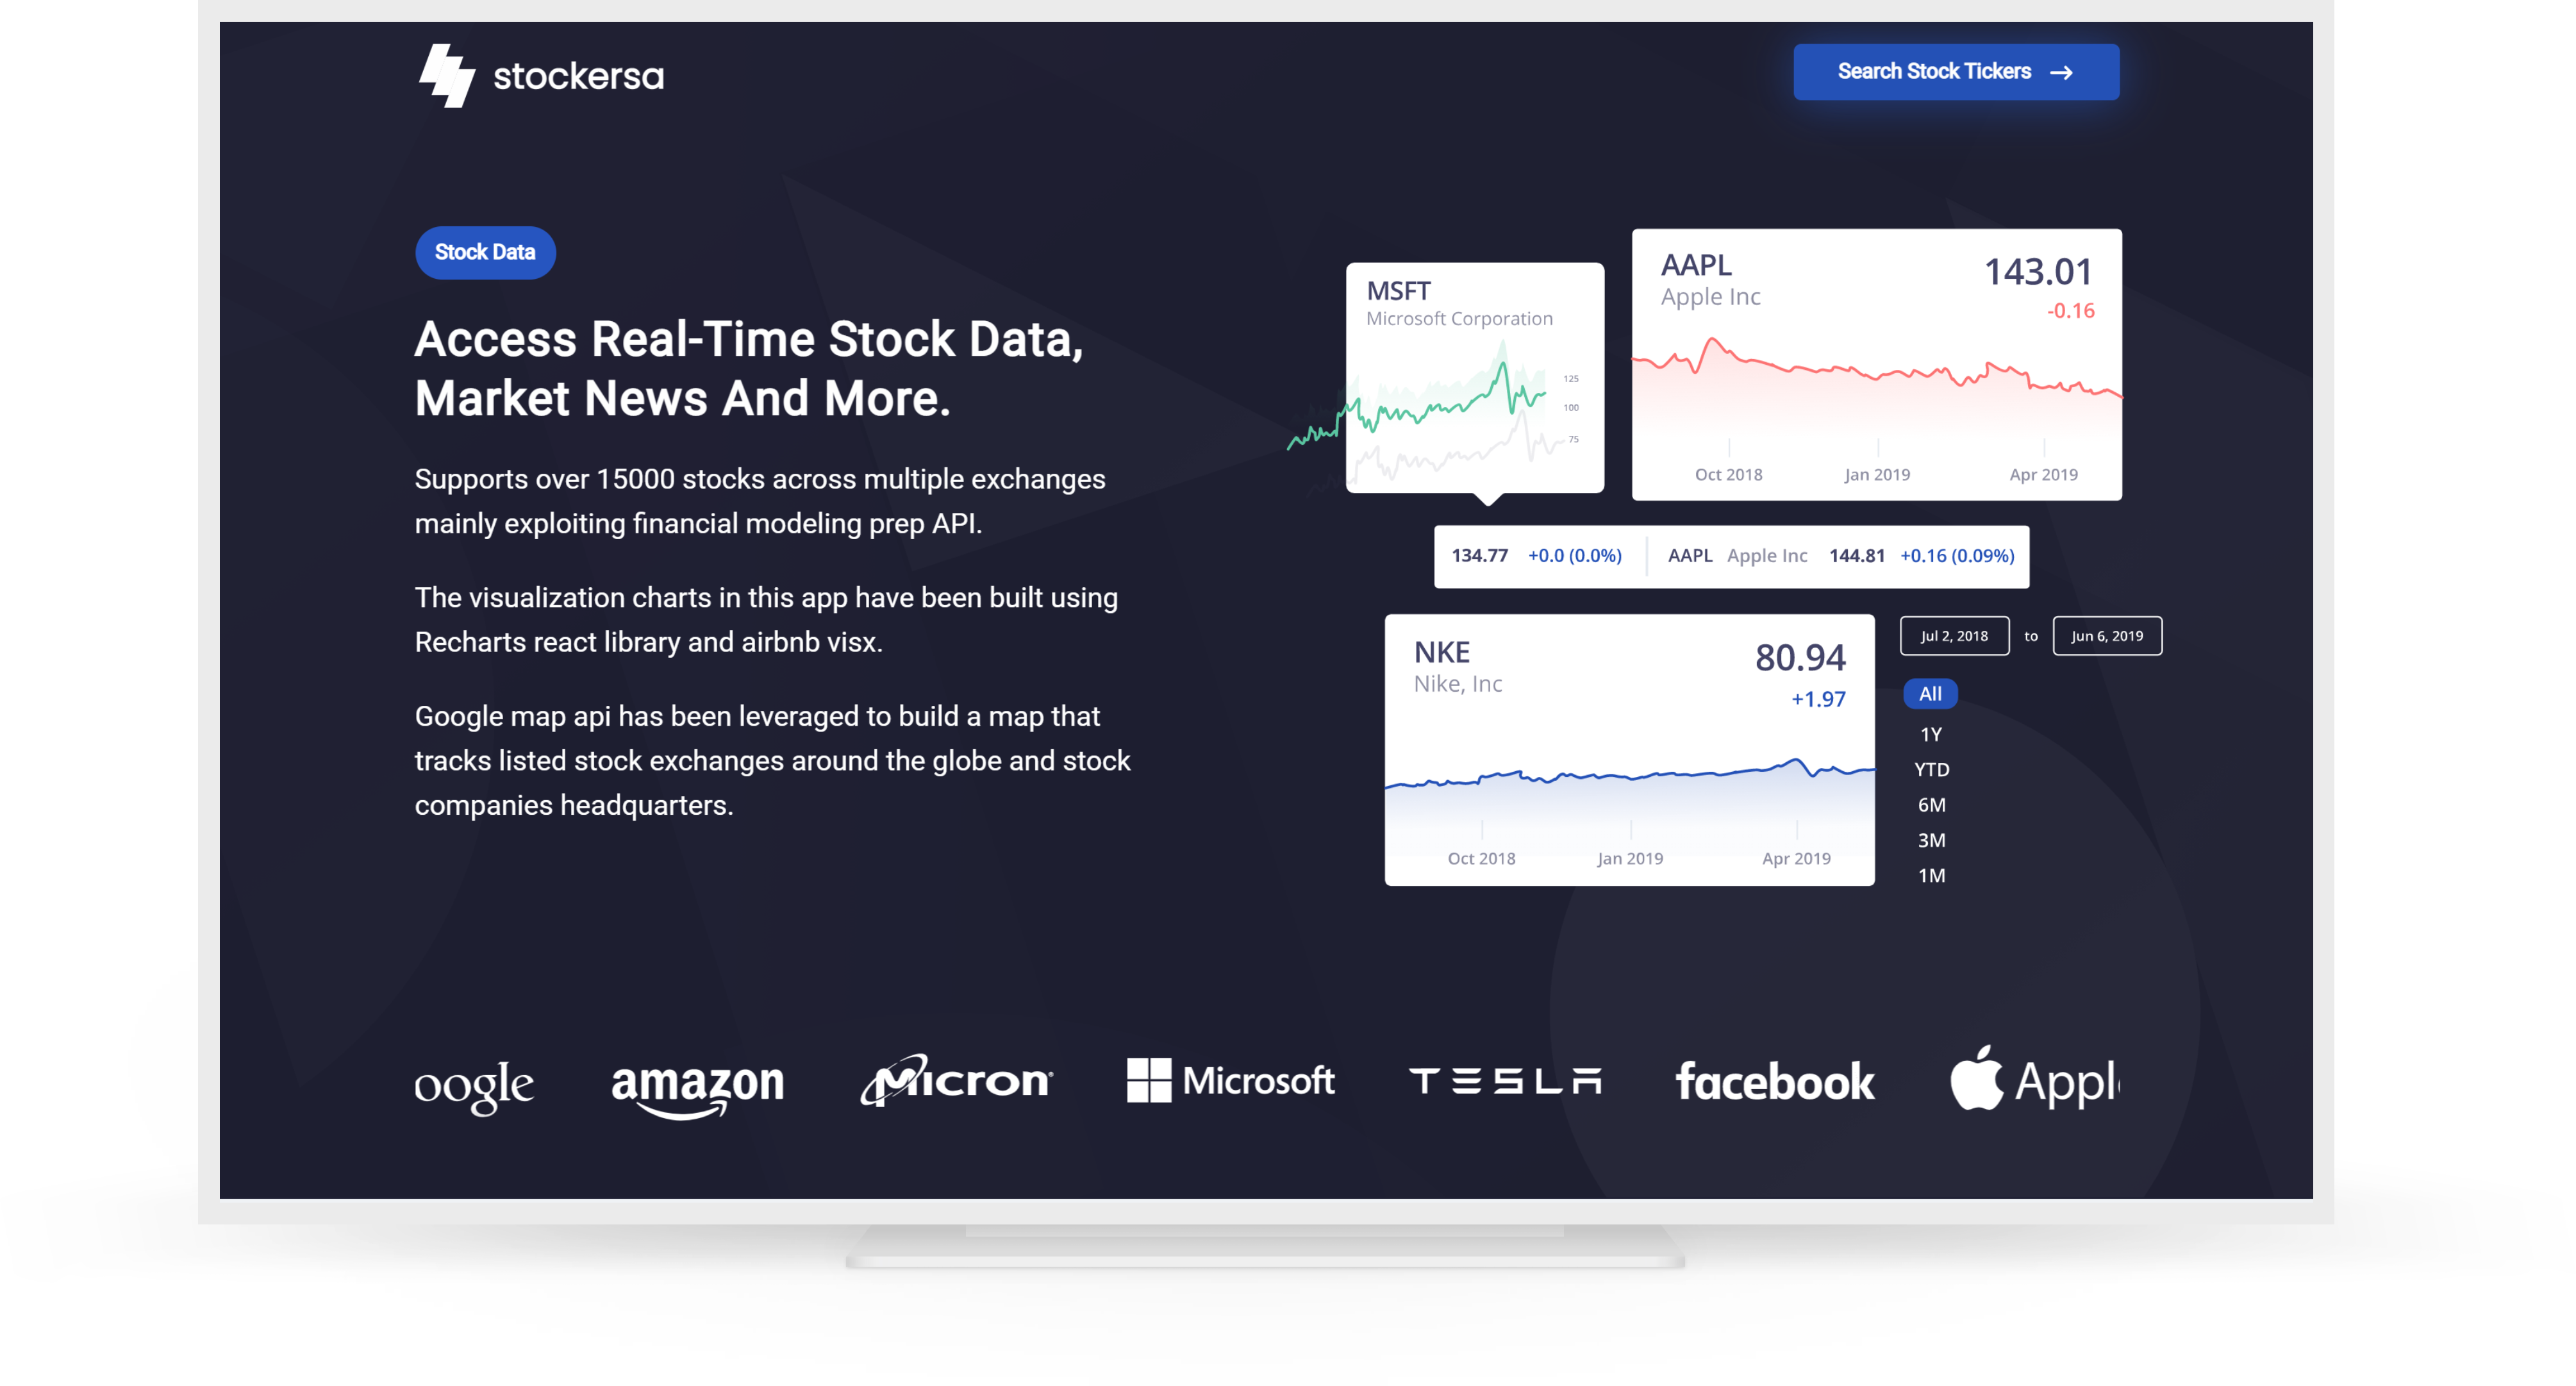 stockersa
Search Stock Tickers
Stock Data
Access Real-Time Stock Data,
Market News And More.
Supports over 15000 stocks across multiple exchanges
mainly exploiting financial modeling prep API.
The visualization charts in this app have been built using
Recharts react library and airbnb visx.
Google map api has been leveraged to build a map that
tracks listed stock exchanges around the globe and stock
companies headquarters.
MSFT
Microsoft Corporation
125
100
75
AAPL
Apple Inc
143.01
-0.16
Oct 2018 Jan 2019 Apr 2019
134.77 +0.0 (0.0%) AAPL Apple Inc 144.81 +0.16 (0.09%)
NKE
Nike, Inc
80.94
+1.97
Oct 2018 Jan 2019 Apr 2019
Jul 2, 2018 to Jun 6, 2019
All
1Y
YTD
6M
3M
1M
oogle amazon Micron Microsoft TESLA facebook Appl